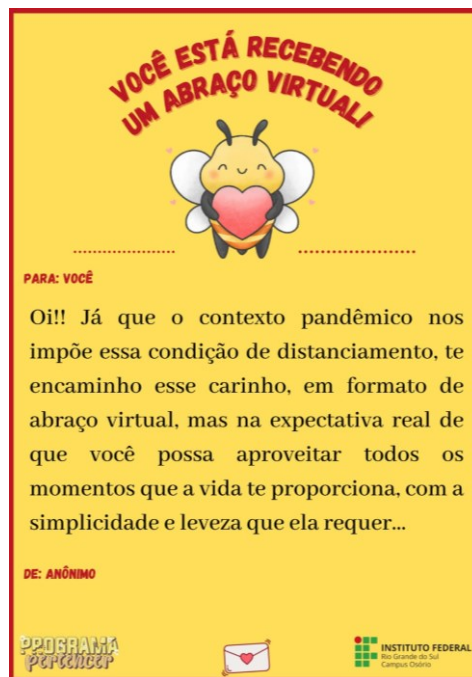 VOCÊ ESTÁ RECEBENDO
UM ABRAÇO VIRTUAL!
PARA: VOCÊ
Oi!! Já que o contexto pandêmico nos
impõe essa condição de distanciamento, te
encaminho esse carinho, em formato de
abraço virtual, mas na expectativa real de
que você possa aproveitar todos os
momentos que a vida te proporciona, com a
simplicidade e leveza que ela requer...
DE: ANÔNIMO
PROGRAMA
pertencer
INSTITUTO FEDERAL
Rio Grande do Sul
Campus Osório